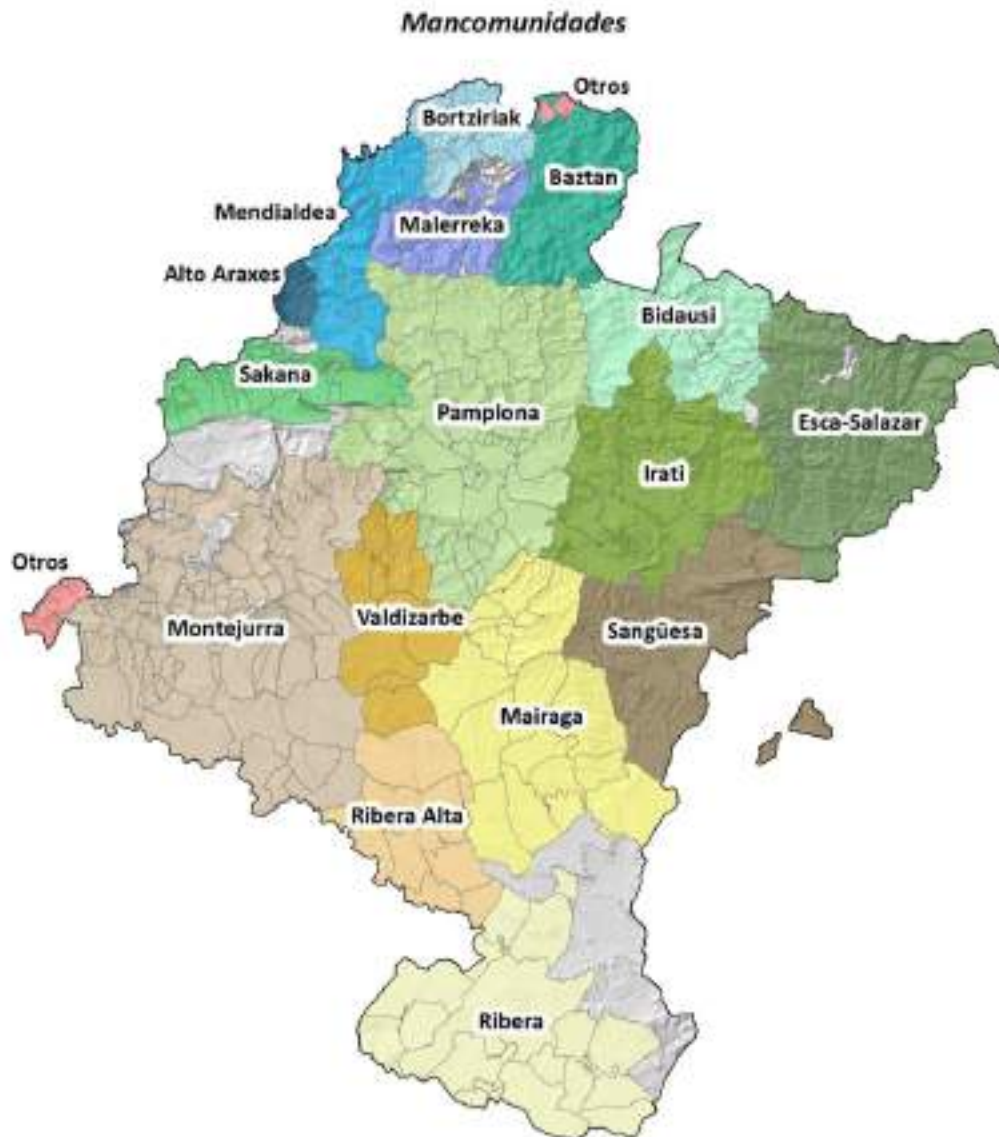 Mancomunidades
Otros
Bortziriak
Baztan
Mendialdea
Malerreka
Alto Araxes
Bidausi
Sakana
Pamplona
Esca-Salazar
Irati
Otros
Montejurra
Valdizarbe
Sangüesa
Mairaga
Ribera Alta
Ribera